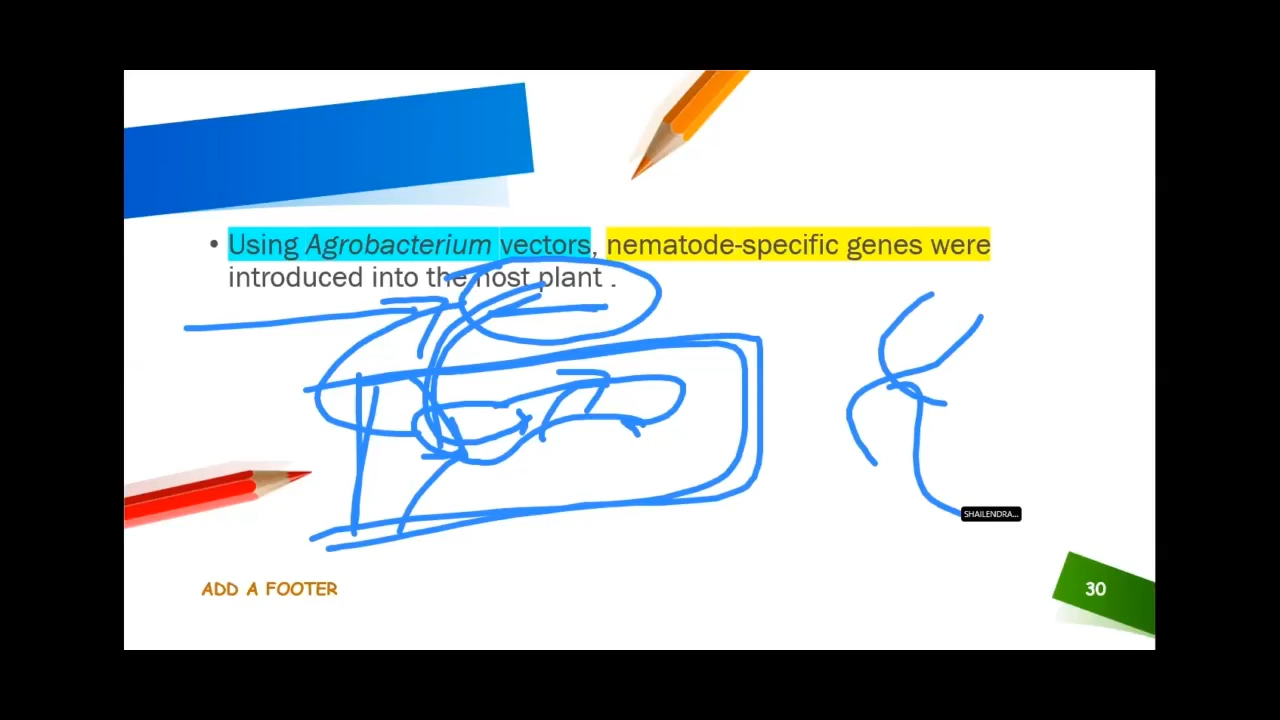 • Using Agrobacterium vectors, nematode-specific genes were
introduced into the host plant .
SHAILENDRA...
ADD A FOOTER
30